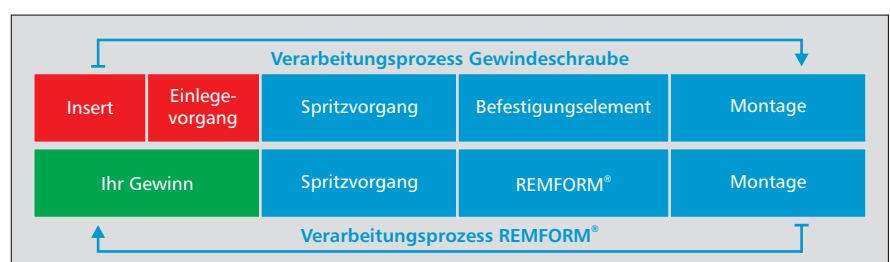 Verarbeitungsprozess Gewindeschraube
Insert
Einlege-
vorgang
Spritzvorgang
Befestigungselement
Montage
Ihr Gewinn
Spritzvorgang
REMFORM®
Montage
Verarbeitungsprozess REMFORM®